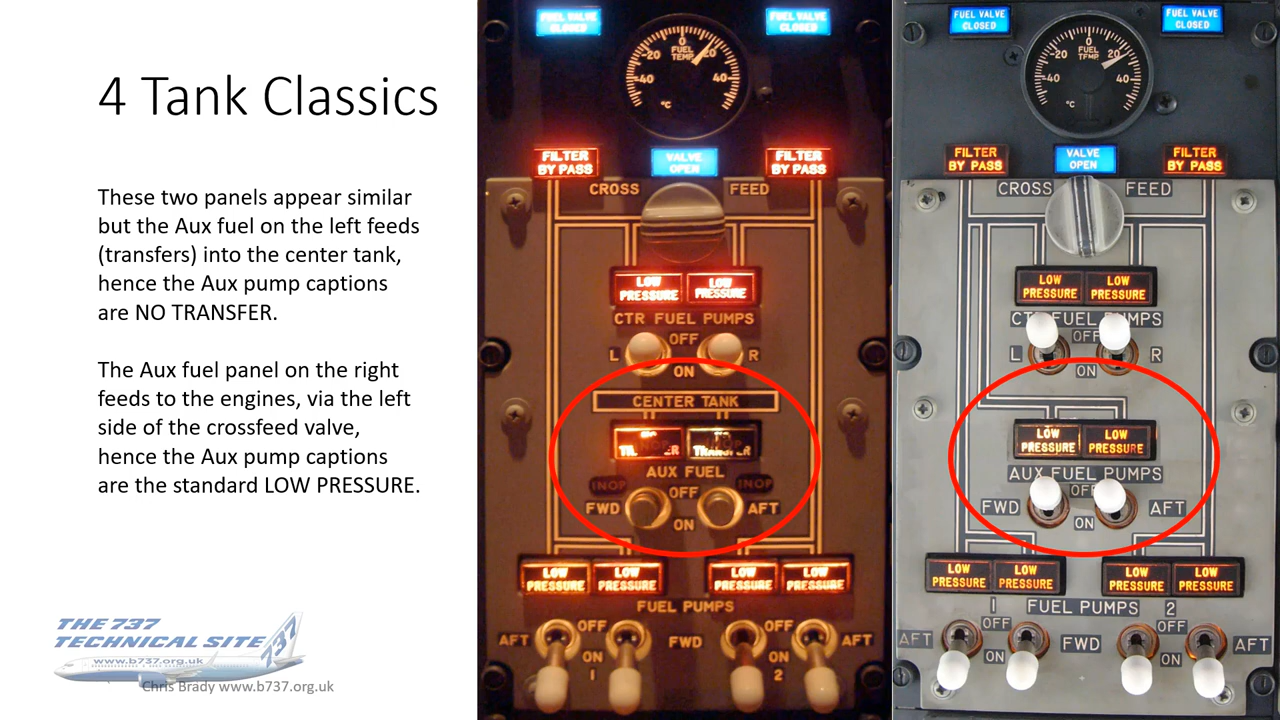 4 Tank Classics
These two panels appear similar
but the Aux fuel on the left feeds
(transfers) into the center tank,
hence the Aux pump captions
are NO TRANSFER.
The Aux fuel panel on the right
feeds to the engines, via the left
side of the crossfeed valve,
hence the Aux pump captions
are the standard LOW PRESSURE.
THE 737
TECHNICAL SITE
737
www.b737.org.uk
Chris Brady www.b737.org.uk
FUEL VALVE CLOSED
FUEL VALVE CLOSED
0
20 20
FUEL
TEMP
40 40
°C
FILTER BY PASS
VALVE OPEN
FILTER BY PASS
CROSS FEED
LOW PRESSURE
LOW PRESSURE
CTR FUEL PUMPS
OFF
L R
ON
CENTER TANK
INOP
AUX FUEL
INOP OFF INOP
FWD AFT
ON
LOW PRESSURE
LOW PRESSURE
LOW PRESSURE
LOW PRESSURE
FUEL PUMPS
OFF OFF
AFT FWD AFT
ON ON
1 2
FUEL VALVE CLOSED
FUEL VALVE CLOSED
0
20 20
FUEL
TEMP
40 40
°C
FILTER BY PASS
VALVE OPEN
FILTER BY PASS
CROSS FEED
LOW PRESSURE
LOW PRESSURE
CTR FUEL PUMPS
OFF
L R
ON
LOW PRESSURE
LOW PRESSURE
AUX FUEL PUMPS
OFF
FWD AFT
ON
LOW PRESSURE
LOW PRESSURE
LOW PRESSURE
LOW PRESSURE
1 FUEL PUMPS 2
OFF OFF
AFT FWD AFT
ON ON